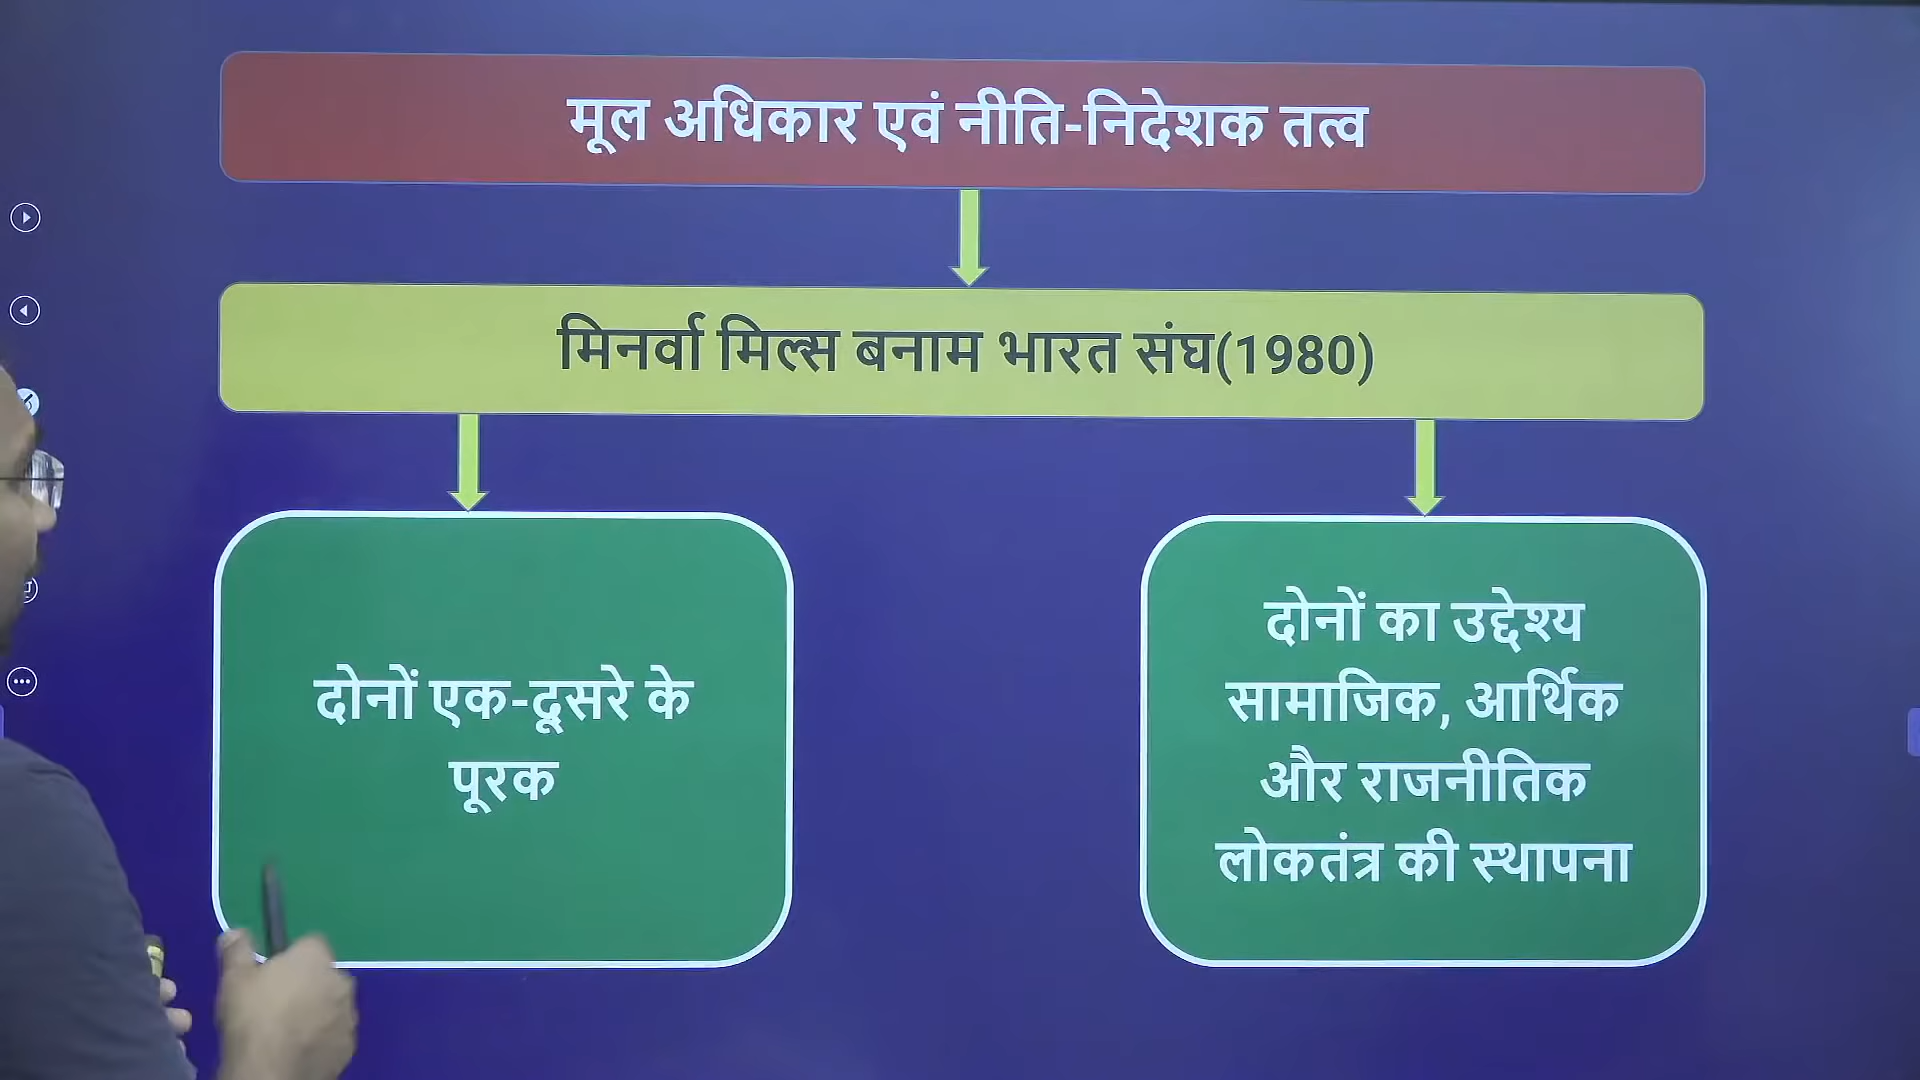 मूल अधिकार एवं नीति-निदेशक तत्व
मिनर्वा मिल्स बनाम भारत संघ(1980)
दोनों एक-दूसरे के
पूरक
दोनों का उद्देश्य
सामाजिक, आर्थिक
और राजनीतिक
लोकतंत्र की स्थापना